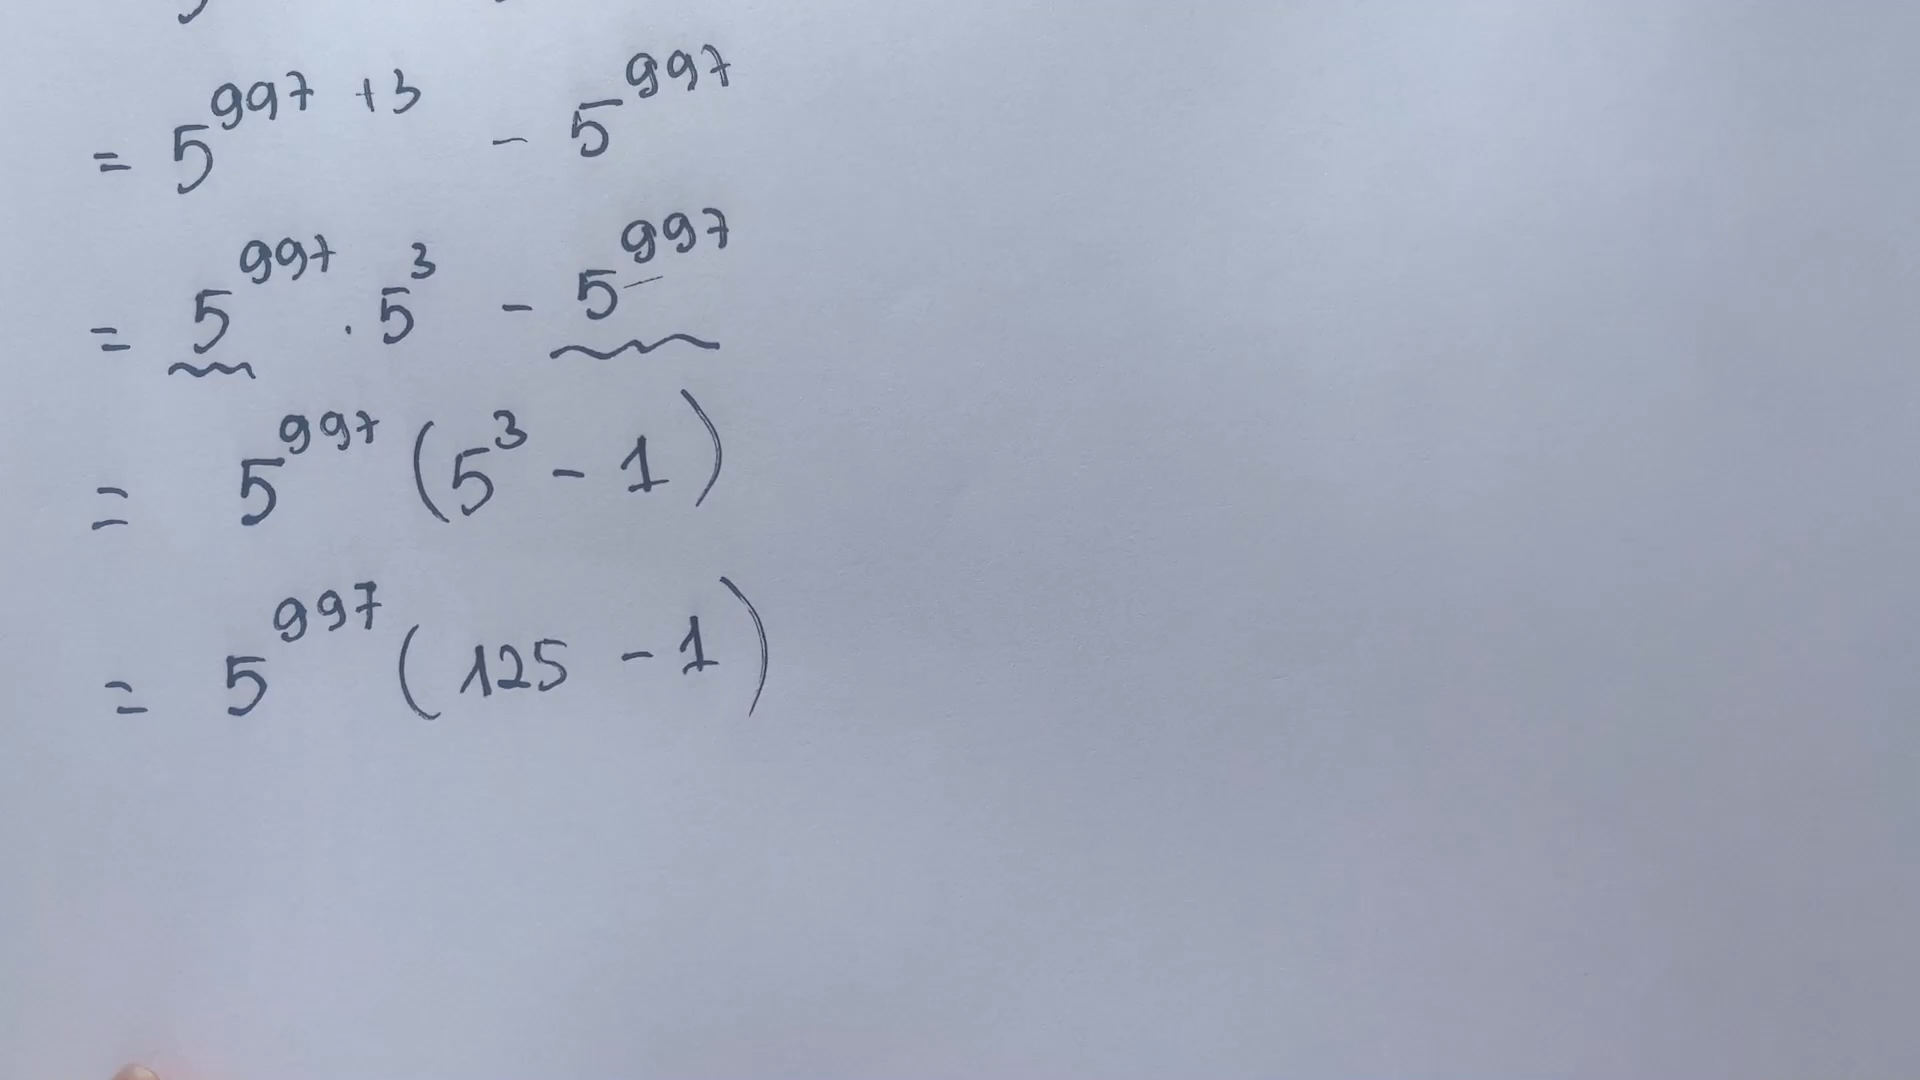 = 5^997 +3 - 5^997
= 5^997 . 5^3 - 5^997
= 5^997 (5^3 - 1)
= 5^997 (125 - 1)